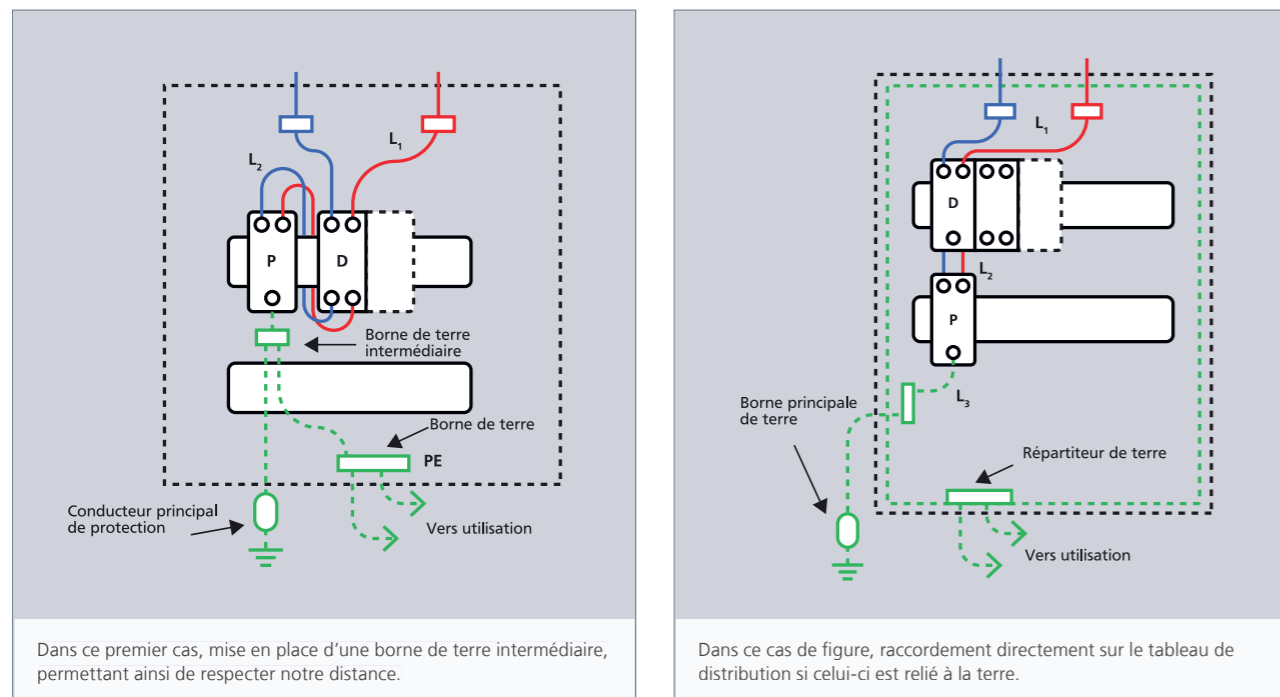 L₁
L₂
P
D
Borne de terre
intermédiaire
Borne de terre
PE
Conducteur principal
de protection
Vers utilisation
Dans ce premier cas, mise en place d’une borne de terre intermédiaire,
permettant ainsi de respecter notre distance.
L₁
D
L₂
P
L₃
Borne principale
de terre
Répartiteur de terre
Vers utilisation
Dans ce cas de figure, raccordement directement sur le tableau de
distribution si celui-ci est relié à la terre.